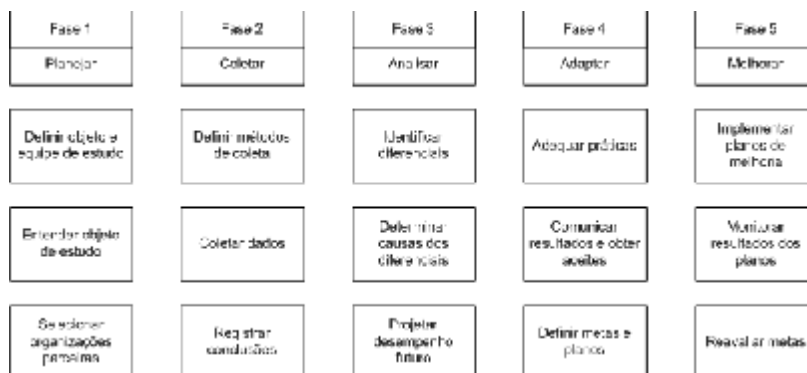 Fase 1
Planejar
Definir objeto e
equipe de estudo
Entender objeto
de estudo
Selecionar
organizações
parceiras
Fase 2
Coletar
Definir métodos
de coleta
Coletar dados
Registrar
conclusões
Fase 3
Analisar
Identificar
diferenciais
Determinar
causas dos
diferenciais
Projetar
desempenho
futuro
Fase 4
Adaptar
Adequar práticas
Comunicar
resultados e obter
aceites
Definir metas e
planos
Fase 5
Melhorar
Implementar
planos de
melhoria
Monitorar
resultados dos
planos
Reavaliar metas